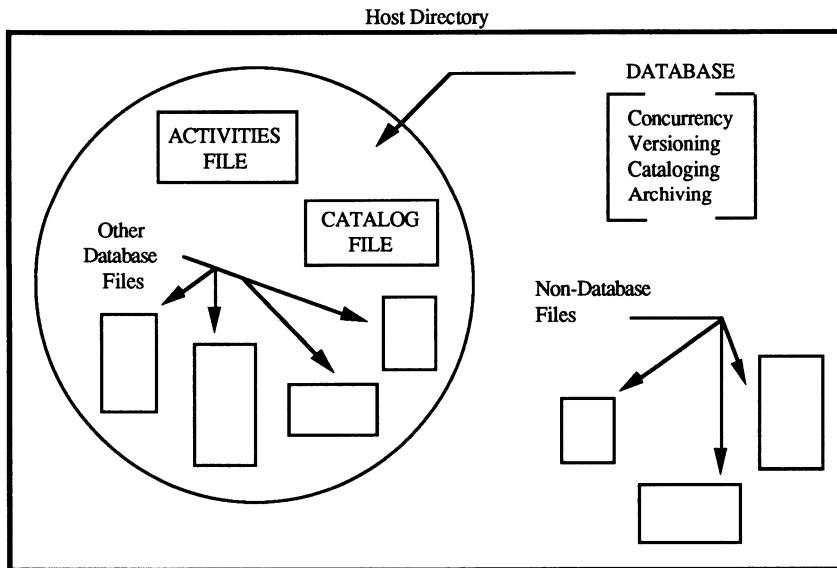 Host Directory
DATABASE
Concurrency
Versioning
Cataloging
Archiving
ACTIVITIES
FILE
CATALOG
FILE
Other
Database
Files
Non-Database
Files